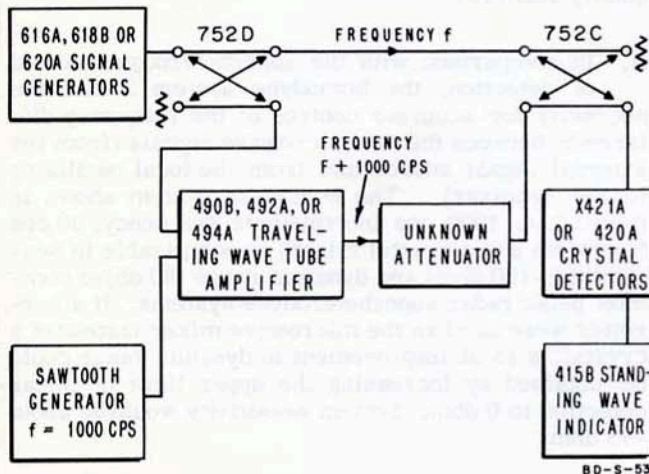 752D
752C
616A, 618B OR
620A SIGNAL
GENERATORS
FREQUENCY f
FREQUENCY
F + 1000 CPS
490B, 492A, OR
494A TRAVEL-
ING WAVE TUBE
AMPLIFIER
UNKNOWN
ATTENUATOR
X421A
OR 420A
CRYSTAL
DETECTORS
SAWTOOTH
GENERATOR
f = 1000 CPS
415B STAND-
ING WAVE
INDICATOR
BD-S-53